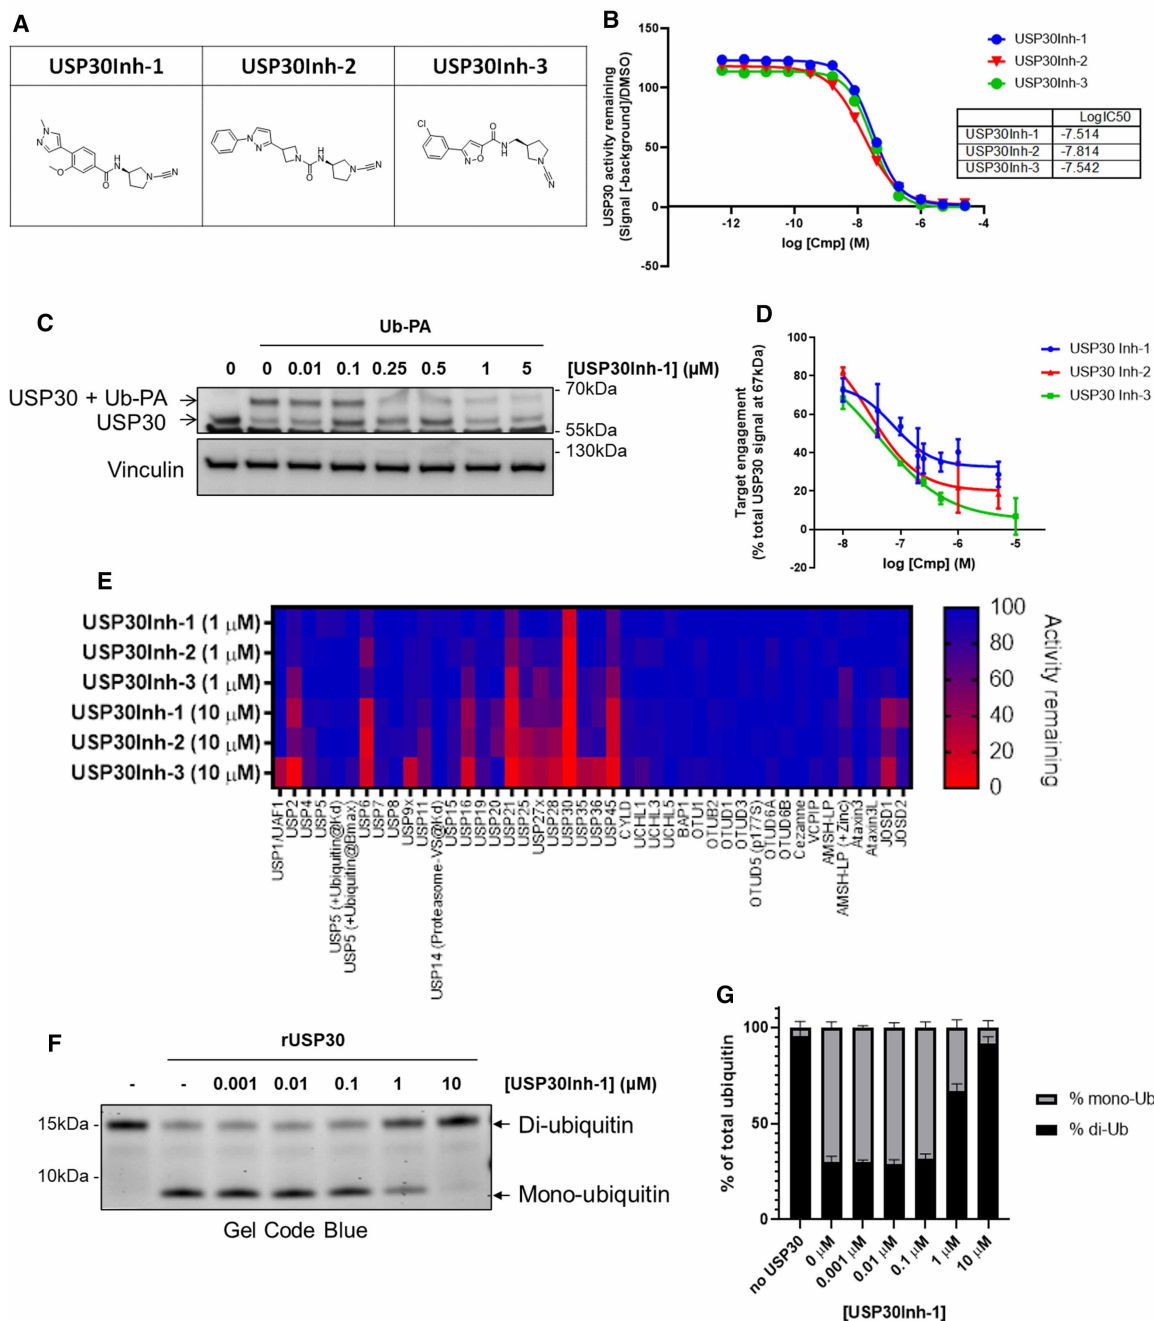 A
USP30Inh-1 USP30Inh-2 USP30Inh-3
B
USP30 activity remaining
(Signal [-background]/DMSO)
150
100
50
0
-50
-12 -10 -8 -6 -4
log [Cmp] (M)
USP30Inh-1
USP30Inh-2
USP30Inh-3
LogIC50
USP30Inh-1 -7.514
USP30Inh-2 -7.814
USP30Inh-3 -7.542
C
Ub-PA
0 0 0.01 0.1 0.25 0.5 1 5 [USP30Inh-1] (µM)
USP30 + Ub-PA
USP30
Vinculin
- 70kDa
55kDa
- 130kDa
D
Target engagement
(% total USP30 signal at 67kDa)
100
80
60
40
20
0
-20
-8 -7 -6 -5
log [Cmp] (M)
USP30 Inh-1
USP30 Inh-2
USP30 Inh-3
E
USP30Inh-1 (1 µM)
USP30Inh-2 (1 µM)
USP30Inh-3 (1 µM)
USP30Inh-1 (10 µM)
USP30Inh-2 (10 µM)
USP30Inh-3 (10 µM)
USP1/UAF1
USP2
USP4
USP5
USP5 (+Ubiquitin@Kd)
USP5 (+Ubiquitin@Bmax)
USP6
USP7
USP8
USP9x
USP11
USP14 (Proteasome-VS@Kd)
USP15
USP16
USP19
USP20
USP21
USP25
USP27x
USP28
USP30
USP35
USP36
USP45
CYLD
UCHL1
UCHL3
UCHL5
BAP1
OTU1
OTUB2
OTUD1
OTUD3
OTUD5 (p177S)
OTUD6A
OTUD6B
Cezanne
VCPIP
AMSH-LP
AMSH-LP (+Zinc)
Ataxin3
Ataxin3L
JOSD1
JOSD2
100
80
60
40
20
0
Activity remaining
F
rUSP30
- - 0.001 0.01 0.1 1 10 [USP30Inh-1] (µM)
15kDa -
10kDa -
Di-ubiquitin
Mono-ubiquitin
Gel Code Blue
G
% of total ubiquitin
100
50
0
no USP30
0 µM
0.001 µM
0.01 µM
0.1 µM
1 µM
10 µM
[USP30Inh-1]
% mono-Ub
% di-Ub